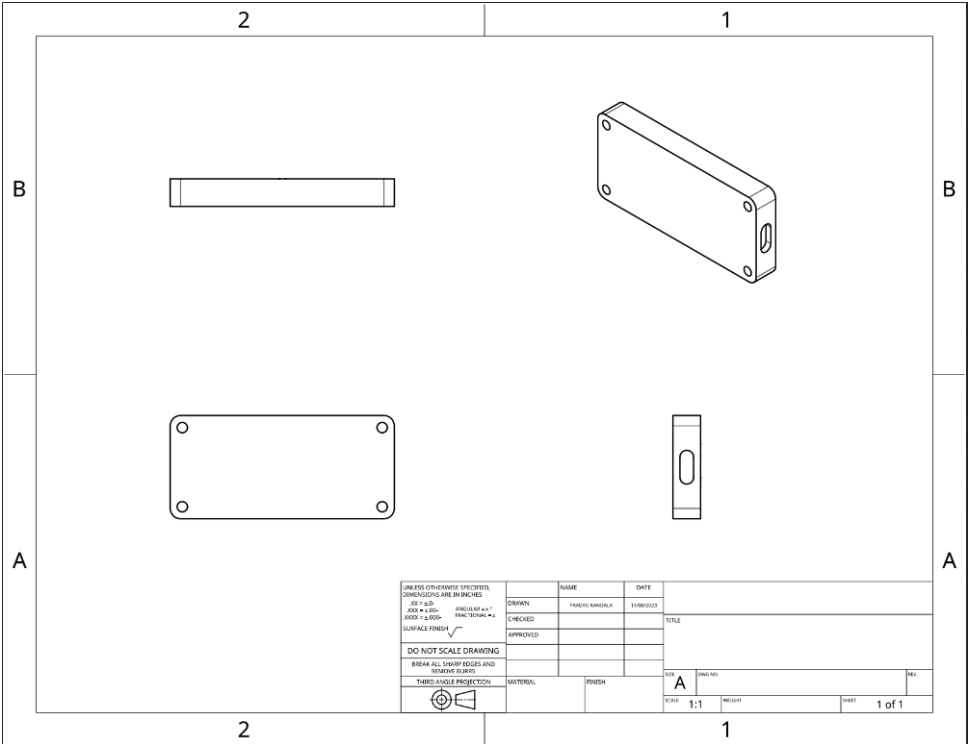 2
1
B
B
A
A
UNLESS OTHERWISE SPECIFIED,
DIMENSIONS ARE IN INCHES
.XX = ±.0-
.XXX = ±.00-
.XXXX = ±.000-
ANGULAR = ± °
FRACTIONAL = ±
SURFACE FINISH
DO NOT SCALE DRAWING
BREAK ALL SHARP EDGES AND
REMOVE BURRS
THIRD ANGLE PROJECTION
NAME
DATE
DRAWN
11/09/2023
CHECKED
APPROVED
MATERIAL
FINISH
TITLE
SIZE
A
DWG NO.
REV.
SCALE
1:1
WEIGHT
SHEET
1 of 1
2
1